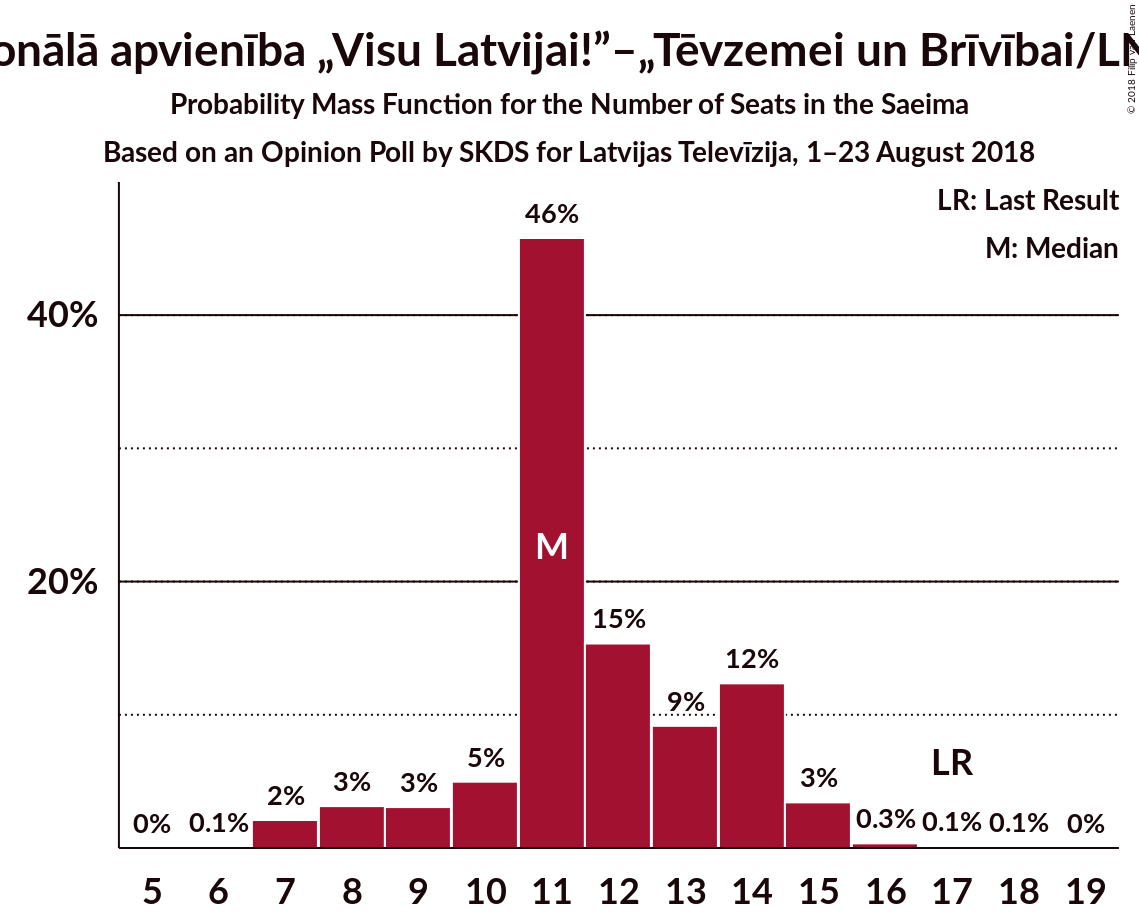 onālā apvienība „Visu Latvijai!”–„Tēvzemei un Brīvībai/LN
© 2018 Filip van Laenen
Probability Mass Function for the Number of Seats in the Saeima
Based on an Opinion Poll by SKDS for Latvijas Televīzija, 1–23 August 2018
LR: Last Result
M: Median
40%
20%
0% 0.1% 2% 3% 3% 5% 46% 15% 9% 12% 3% 0.3% 0.1% 0.1% 0%
M
LR
5 6 7 8 9 10 11 12 13 14 15 16 17 18 19